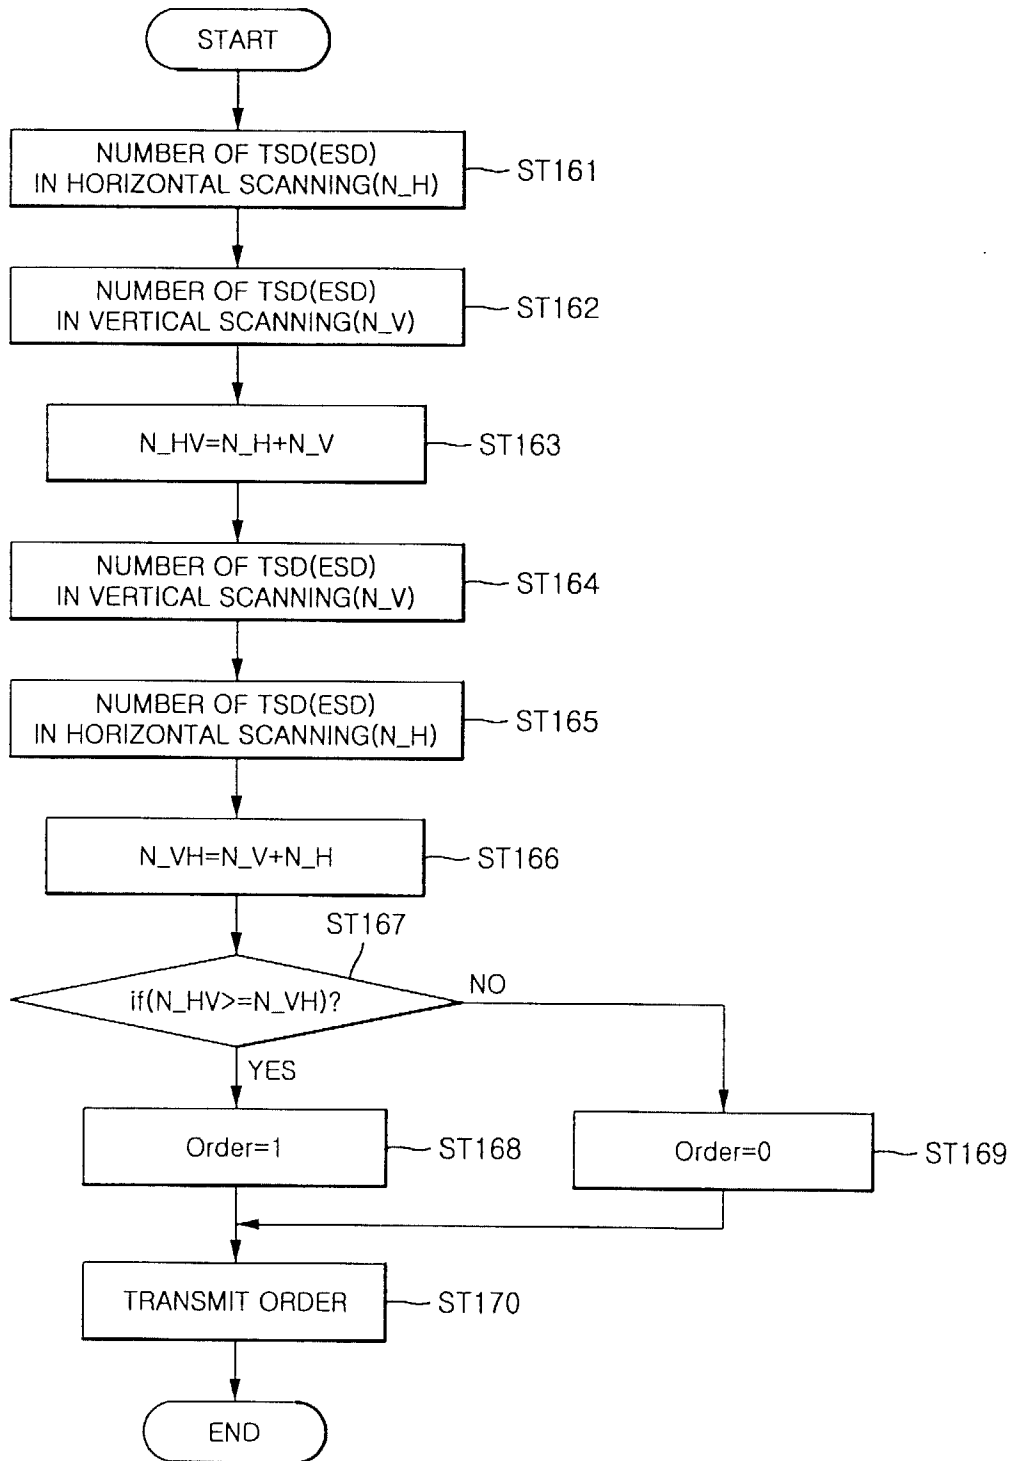 START
NUMBER OF TSD(ESD)
IN HORIZONTAL SCANNING(N_H)
ST161
NUMBER OF TSD(ESD)
IN VERTICAL SCANNING(N_V)
ST162
N_HV=N_H+N_V
ST163
NUMBER OF TSD(ESD)
IN VERTICAL SCANNING(N_V)
ST164
NUMBER OF TSD(ESD)
IN HORIZONTAL SCANNING(N_H)
ST165
N_VH=N_V+N_H
ST166
ST167
if(N_HV>=N_VH)?
NO
YES
Order=1
ST168
Order=0
ST169
TRANSMIT ORDER
ST170
END